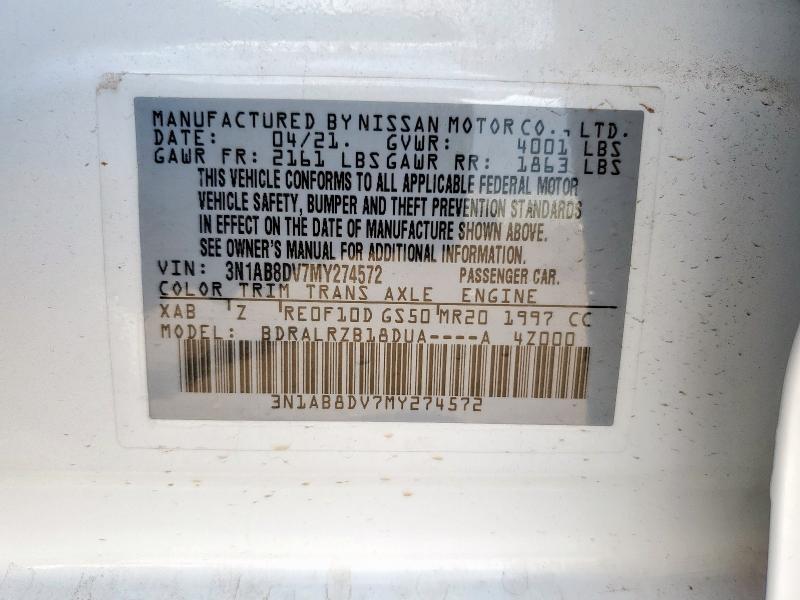 MANUFACTURED BY NISSAN MOTOR CO., LTD.
DATE: 04/21. GVWR: 4001 LBS
GAWR FR: 2161 LBS GAWR RR: 1863 LBS
THIS VEHICLE CONFORMS TO ALL APPLICABLE FEDERAL MOTOR
VEHICLE SAFETY, BUMPER AND THEFT PREVENTION STANDARDS
IN EFFECT ON THE DATE OF MANUFACTURE SHOWN ABOVE.
SEE OWNER'S MANUAL FOR ADDITIONAL INFORMATION.
VIN: 3N1AB8DV7MY274572 PASSENGER CAR.
COLOR TRIM TRANS AXLE ENGINE
XAB Z RE0F10D GS50 MR20 1997 CC
MODEL: BDRALRZB18DUA----A 4Z000
3N1AB8DV7MY274572